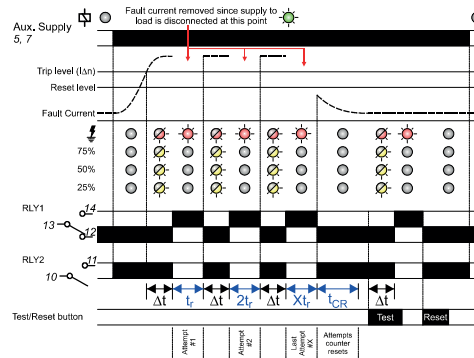 Fault current removed since supply to
load is disconnected at this point
Aux. Supply
5, 7
Trip level (IΔn)
Reset level
Fault Current
75%
50%
25%
RLY1
14
13
12
RLY2
11
10
Δt
tr
Δt
2tr
Δt
Xtr
tCR
Δt
Test/Reset button
Test
Reset
Attempt
#1
Attempt
#2
Last
Attempt
#X
Attempts
counter
resets